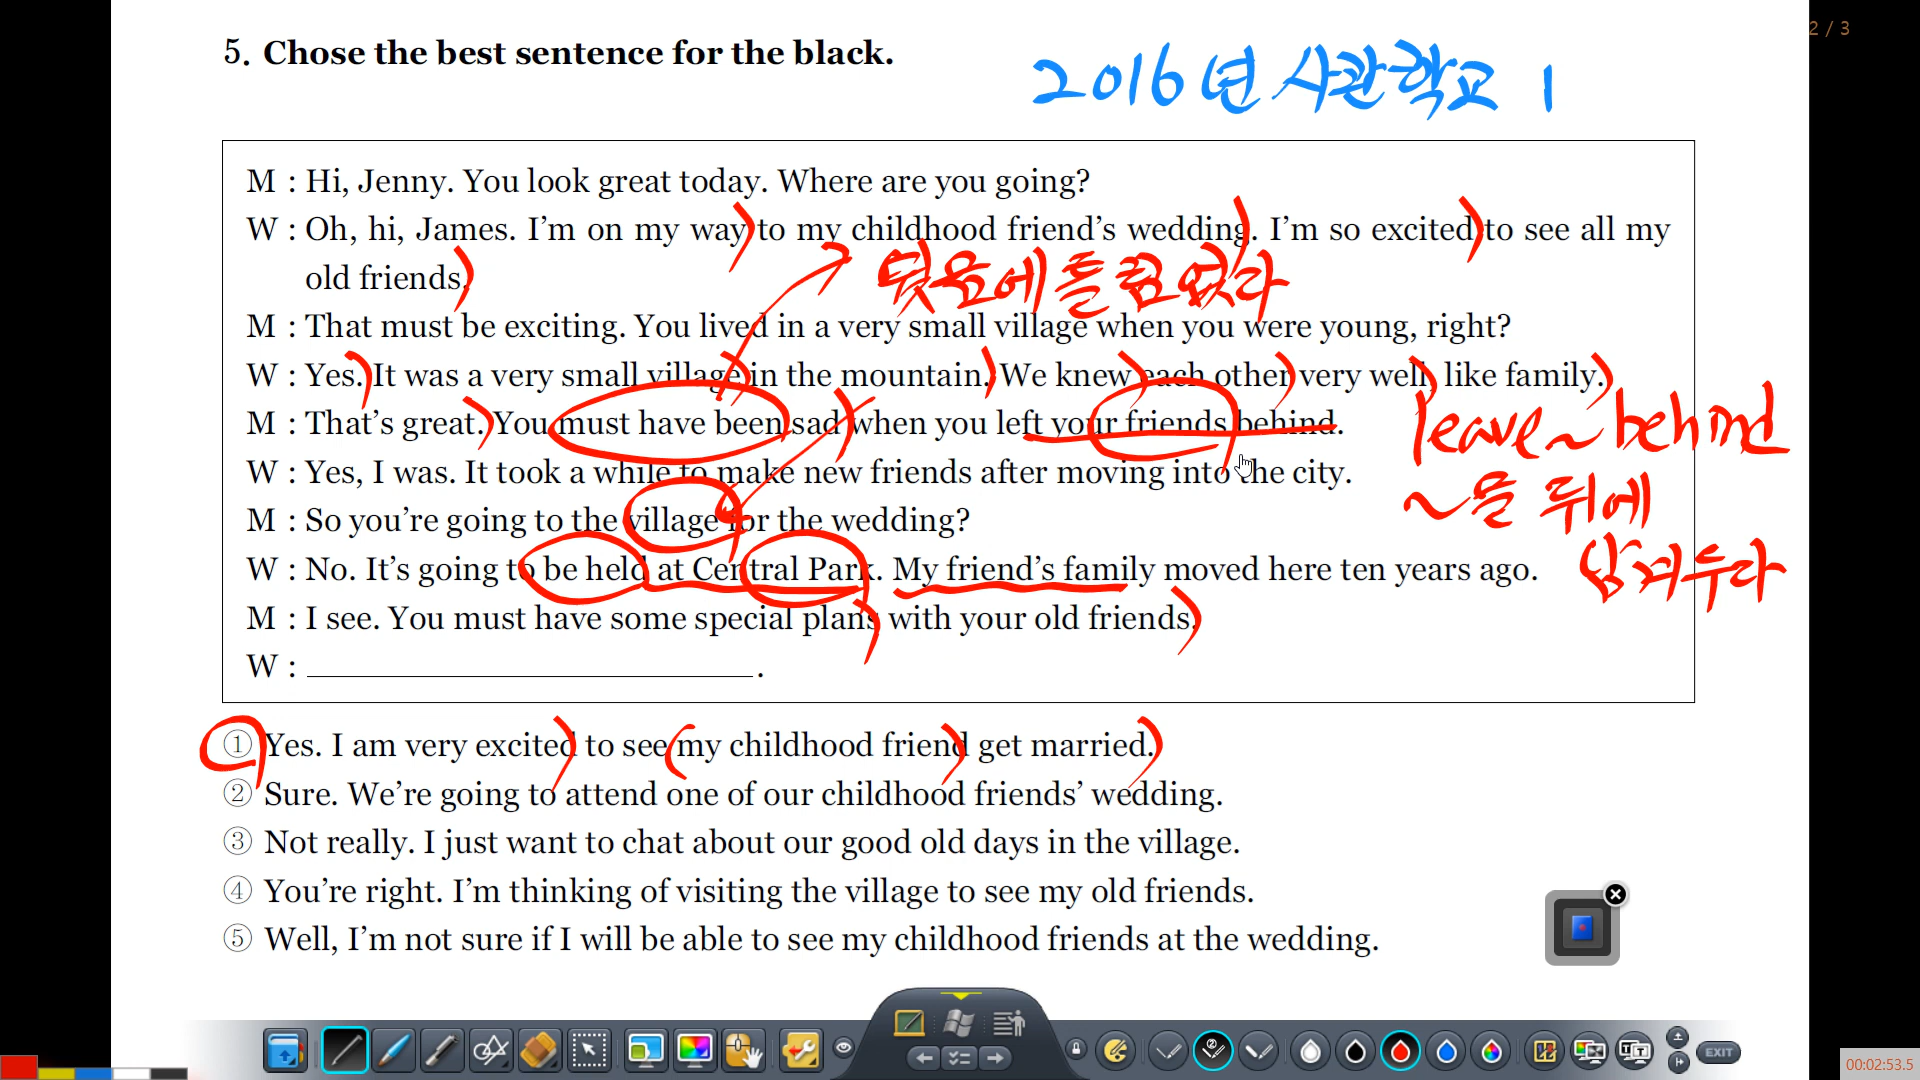 2 / 3
5. Chose the best sentence for the black.
2016년 사관학교 1
M : Hi, Jenny. You look great today. Where are you going?
W : Oh, hi, James. I'm on my way to my childhood friend's wedding. I'm so excited to see all my
old friends.
뒷음에 틀림없다
M : That must be exciting. You lived in a very small village when you were young, right?
W : Yes. It was a very small village in the mountain. We knew each other very well, like family.
M : That's great. You must have been sad when you left your friends behind.
leave~behind
W : Yes, I was. It took a while to make new friends after moving into the city.
~을 뒤에
M : So you're going to the village for the wedding?
W : No. It's going to be held at Central Park. My friend's family moved here ten years ago.
남겨두다
M : I see. You must have some special plans with your old friends.
W : .
① Yes. I am very excited to see my childhood friend get married.
② Sure. We're going to attend one of our childhood friends' wedding.
③ Not really. I just want to chat about our good old days in the village.
④ You're right. I'm thinking of visiting the village to see my old friends.
⑤ Well, I'm not sure if I will be able to see my childhood friends at the wedding.
EXIT
00:02:53.5